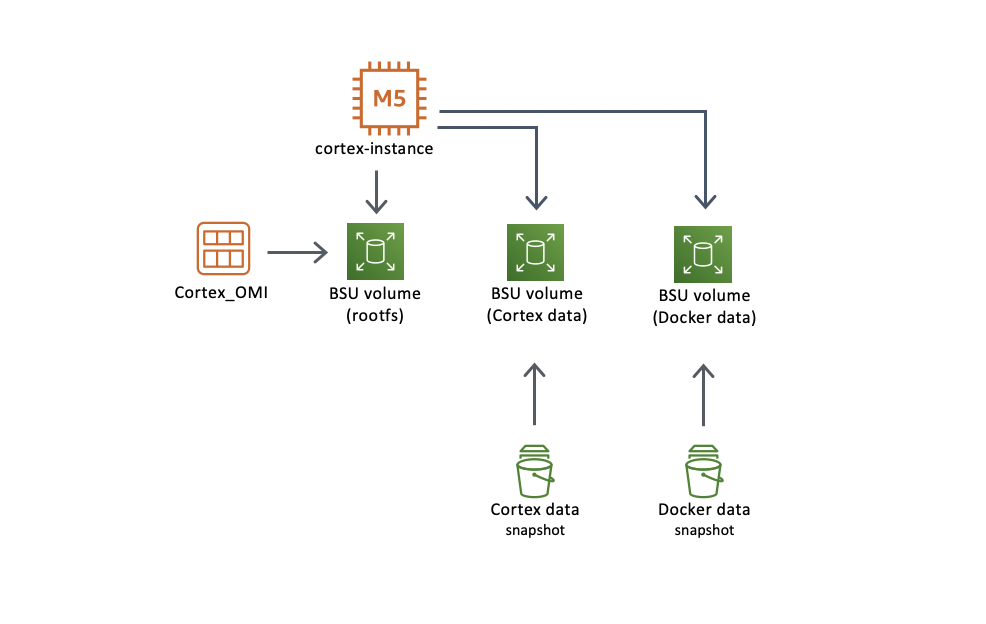 M5
cortex-instance
Cortex_OMI
BSU volume
(rootfs)
BSU volume
(Cortex data)
BSU volume
(Docker data)
Cortex data
snapshot
Docker data
snapshot